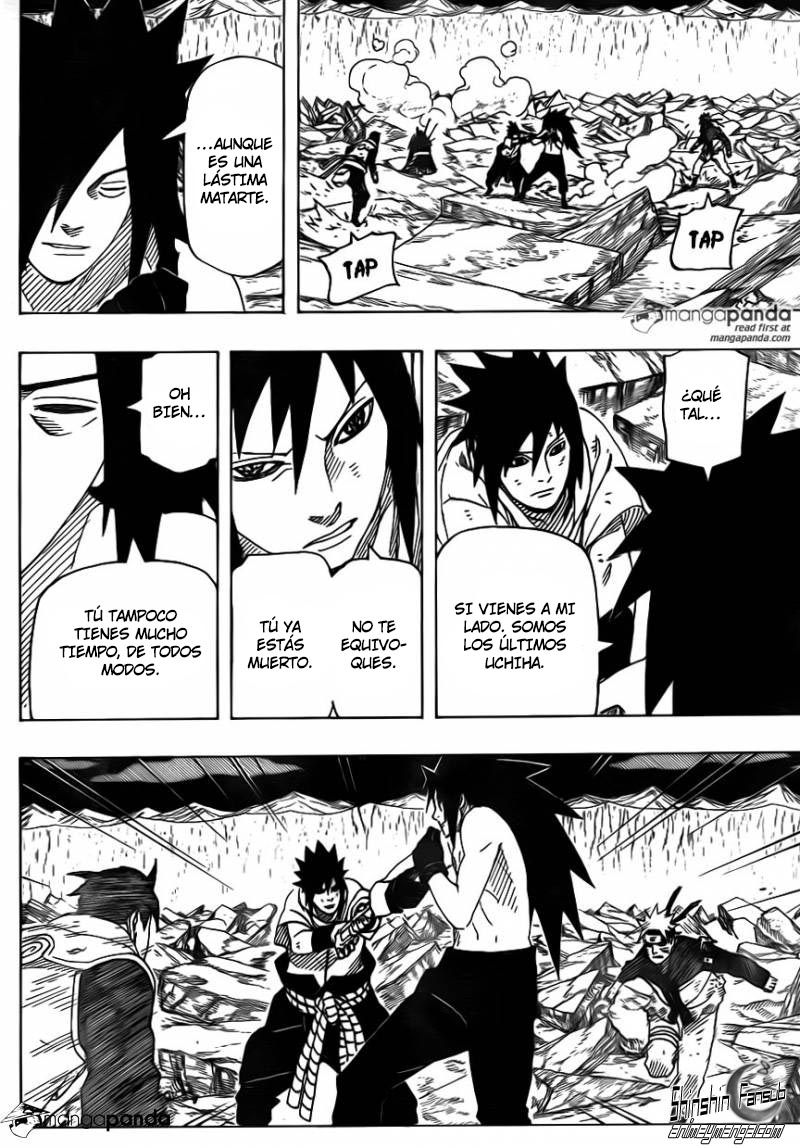 TAP
TAP
mangapanda
read first at
mangapanda.com
...AUNQUE
ES UNA
LÁSTIMA
MATARTE.
¿QUÉ
TAL...
SI VIENES A MI
LADO. SOMOS
LOS ÚLTIMOS
UCHIHA.
NO TE
EQUIVO-
QUES.
TÚ YA
ESTÁS
MUERTO.
OH
BIEN...
TÚ TAMPOCO
TIENES MUCHO
TIEMPO, DE TODOS
MODOS.
mangapanda
Shinshin Fansub